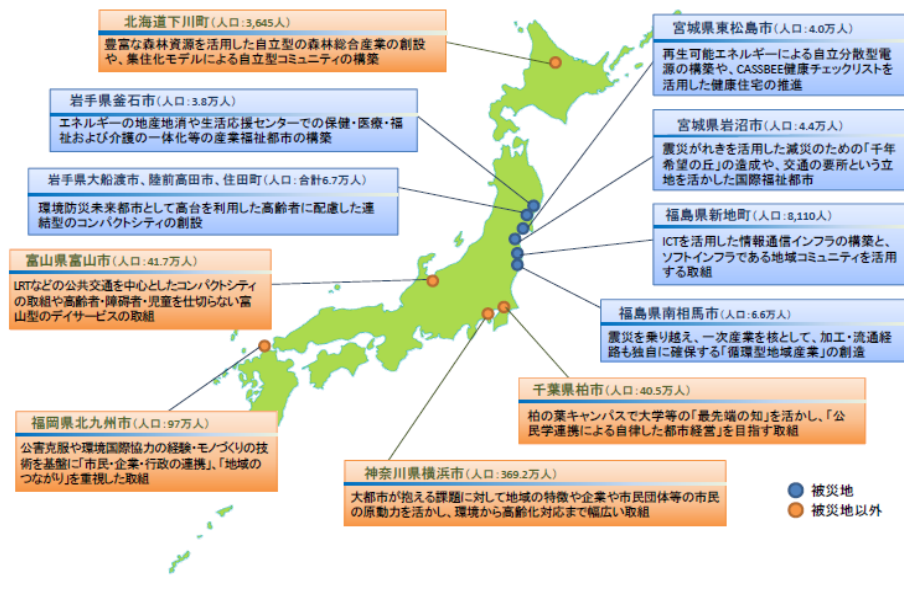 北海道下川町(人口:3,645人)
豊富な森林資源を活用した自立型の森林総合産業の創設
や、集住化モデルによる自立型コミュニティの構築
岩手県釜石市(人口:3.8万人)
エネルギーの地産地消や生活応援センターでの保健・医療・福
祉および介護の一体化等の産業福祉都市の構築
岩手県大船渡市、陸前高田市、住田町(人口:合計6.7万人)
環境防災未来都市として高台を利用した高齢者に配慮した連
結型のコンパクトシティの創設
富山県富山市(人口:41.7万人)
LRTなどの公共交通を中心としたコンパクトシティ
の取組や高齢者・障碍者・児童を仕切らない富
山型のデイサービスの取組
福岡県北九州市(人口:97万人)
公害克服や環境国際協力の経験・モノづくりの技
術を基盤に「市民・企業・行政の連携」、「地域の
つながり」を重視した取組
宮城県東松島市(人口:4.0万人)
再生可能エネルギーによる自立分散型電
源の構築や、CASSBEE健康チェックリストを
活用した健康住宅の推進
宮城県岩沼市(人口:4.4万人)
震災がれきを活用した減災のための「千年
希望の丘」の造成や、交通の要所という立
地を活かした国際福祉都市
福島県新地町(人口:8,110人)
ICTを活用した情報通信インフラの構築と、
ソフトインフラである地域コミュニティを活用
する取組
福島県南相馬市(人口:6.6万人)
震災を乗り越え、一次産業を核として、加工・流通経
路も独自に確保する「循環型地域産業」の創造
千葉県柏市(人口:40.5万人)
柏の葉キャンパスで大学等の「最先端の知」を活かし、「公
民学連携による自律した都市経営」を目指す取組
神奈川県横浜市(人口:369.2万人)
大都市が抱える課題に対して地域の特徴や企業や市民団体等の市民
の原動力を活かし、環境から高齢化対応まで幅広い取組
被災地
被災地以外